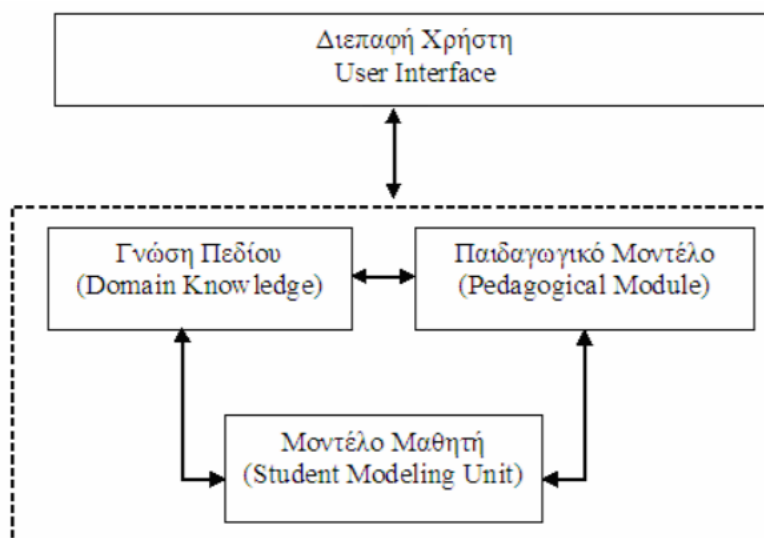 Διεπαφή Χρήστη
User Interface
Γνώση Πεδίου
(Domain Knowledge)
Παιδαγωγικό Μοντέλο
(Pedagogical Module)
Μοντέλο Μαθητή
(Student Modeling Unit)